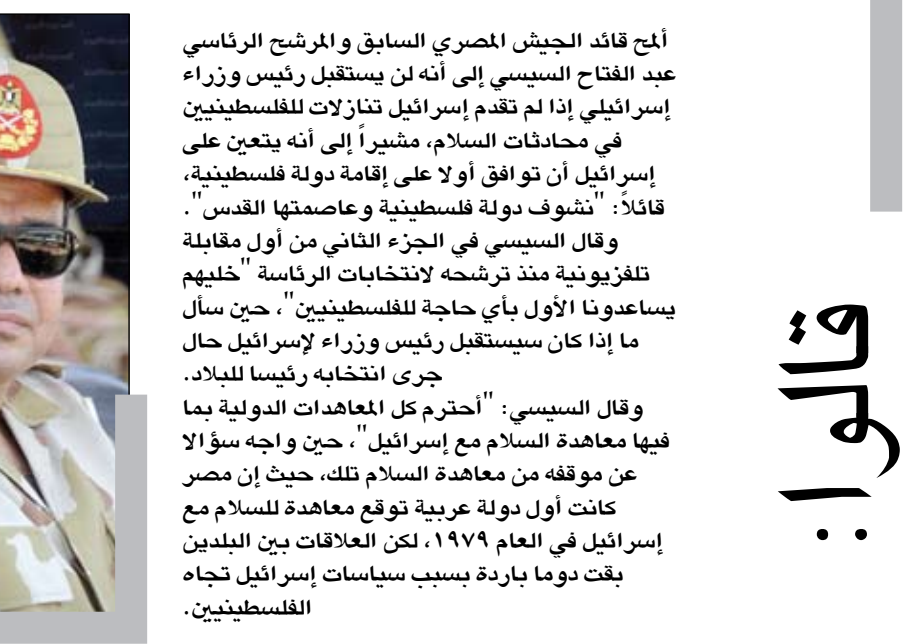 قالوا:
ألمح قائد الجيش المصري السابق والمرشح الرئاسي
عبد الفتاح السيسي إلى أنه لن يستقبل رئيس وزراء
إسرائيلي إذا لم تقدم إسرائيل تنازلات للفلسطينيين
في محادثات السلام، مشيراً إلى أنه يتعين على
إسرائيل أن توافق أولا على إقامة دولة فلسطينية،
قائلاً: "نشوف دولة فلسطينية وعاصمتها القدس".
وقال السيسي في الجزء الثاني من أول مقابلة
تلفزيونية منذ ترشحه لانتخابات الرئاسة "خليهم
يساعدونا الأول بأي حاجة للفلسطينيين"، حين سأل
ما إذا كان سيستقبل رئيس وزراء لإسرائيل حال
جرى انتخابه رئيسا للبلاد.
وقال السيسي: "أحترم كل المعاهدات الدولية بما
فيها معاهدة السلام مع إسرائيل"، حين واجه سؤالا
عن موقفه من معاهدة السلام تلك، حيث إن مصر
كانت أول دولة عربية توقع معاهدة للسلام مع
إسرائيل في العام ١٩٧٩، لكن العلاقات بين البلدين
بقت دوما باردة بسبب سياسات إسرائيل تجاه
الفلسطينيين.